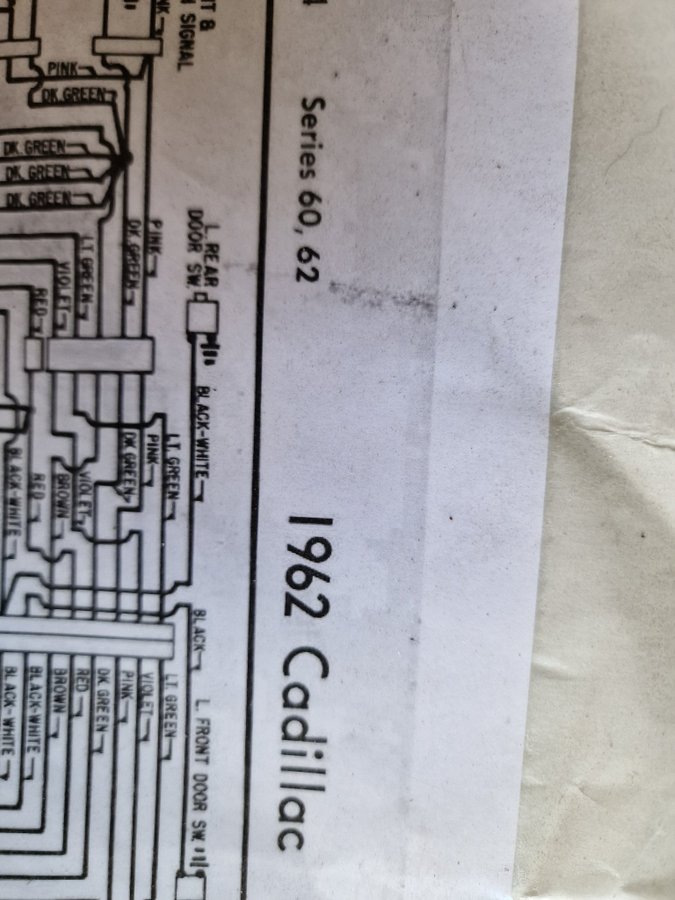 Series 60, 62
1962 Cadillac
SIGNAL
L. REAR
DOOR SW.
BLACK-WHITE
BLACK
L. FRONT DOOR SW.
PINK
DK. GREEN
DK. GREEN
DK. GREEN
DK. GREEN
PINK
DK. GREEN
LT. GREEN
VIOLET
RED
LT. GREEN
PINK
DK. GREEN
VIOLET
BROWN
RED
BLACK-WHITE
LT. GREEN
VIOLET
PINK
DK. GREEN
RED
BROWN
BLACK-WHITE
BLACK-WHITE